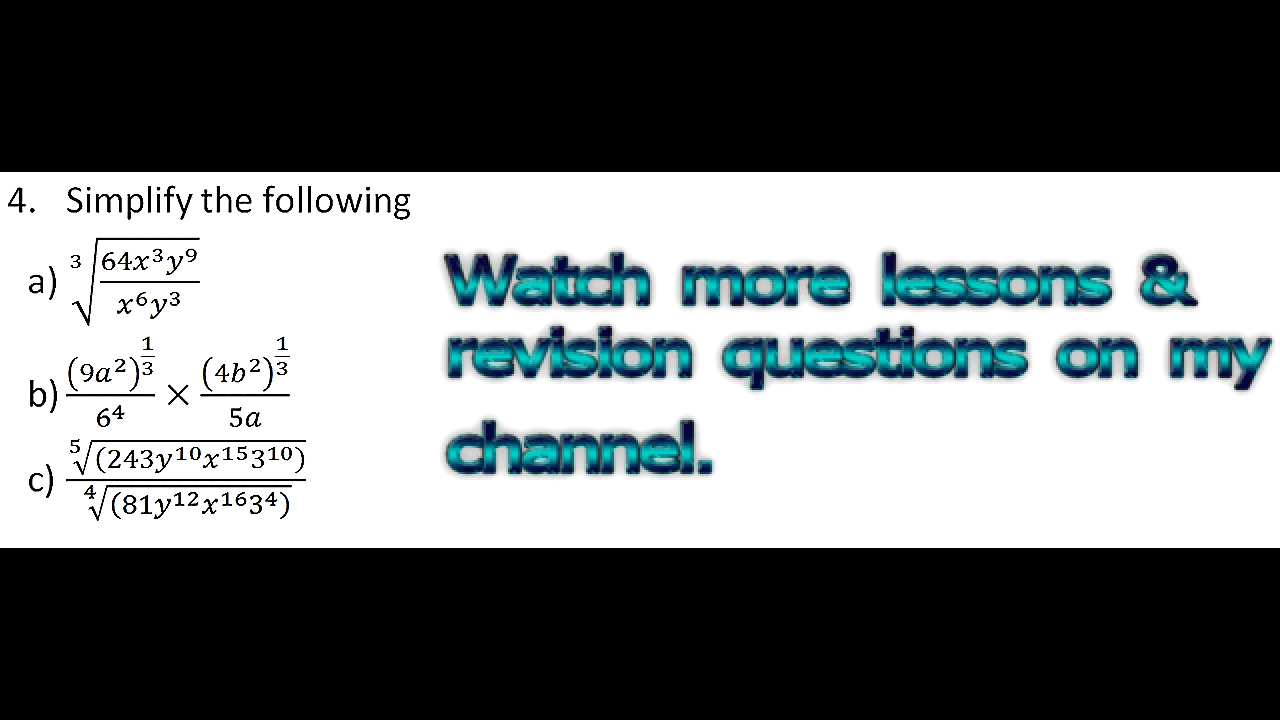 4. Simplify the following
a) ∛(64x³y⁹ / x⁶y³)
b) (9a²)^(1/3) / 6⁴ × (4b²)^(1/3) / 5a
c) ⁵√(243y¹⁰x¹⁵3¹⁰) / ⁴√(81y¹²x¹⁶3⁴)
Watch more lessons &
revision questions on my
channel.